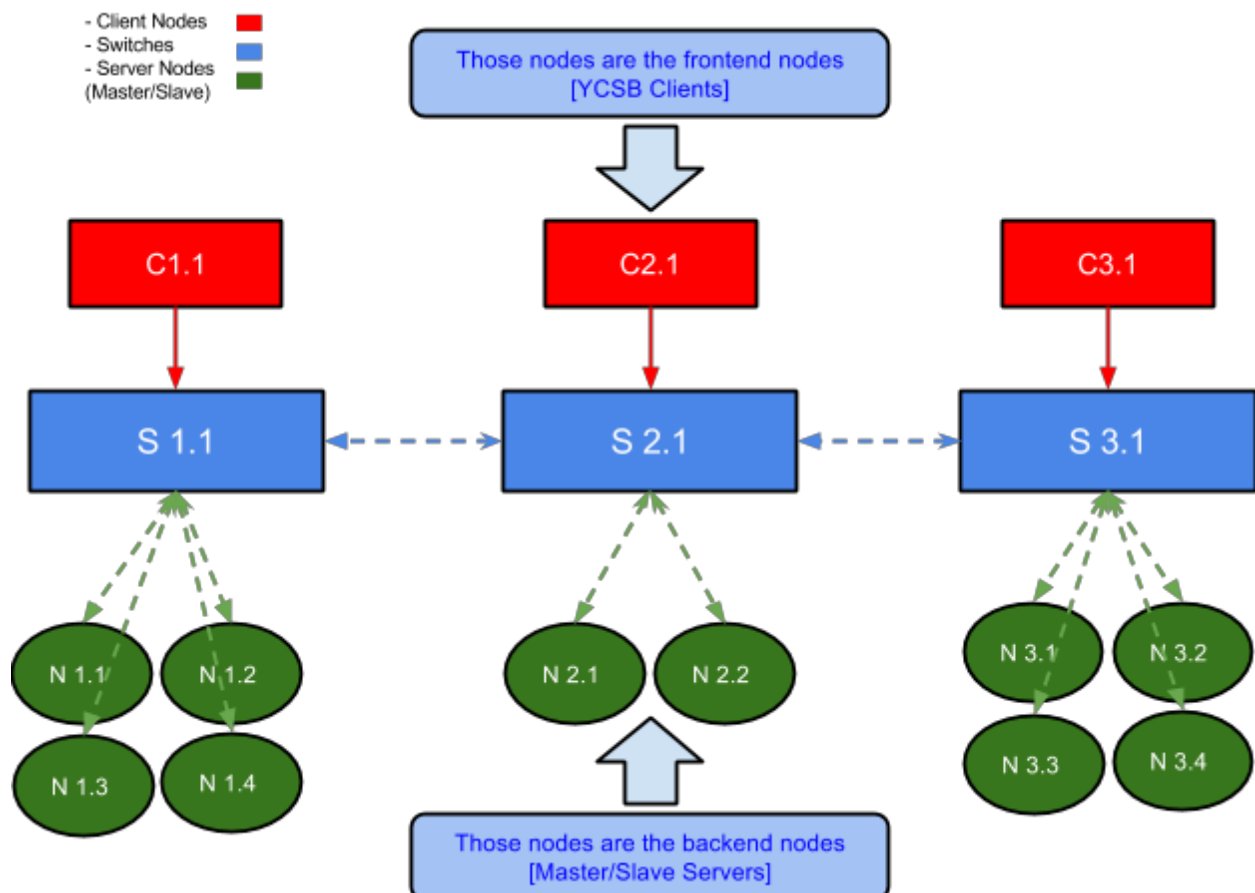 - Client Nodes
- Switches
- Server Nodes
(Master/Slave)
Those nodes are the frontend nodes
[YCSB Clients]
C1.1
C2.1
C3.1
S 1.1
S 2.1
S 3.1
N 1.1
N 1.2
N 1.3
N 1.4
N 2.1
N 2.2
N 3.1
N 3.2
N 3.3
N 3.4
Those nodes are the backend nodes
[Master/Slave Servers]